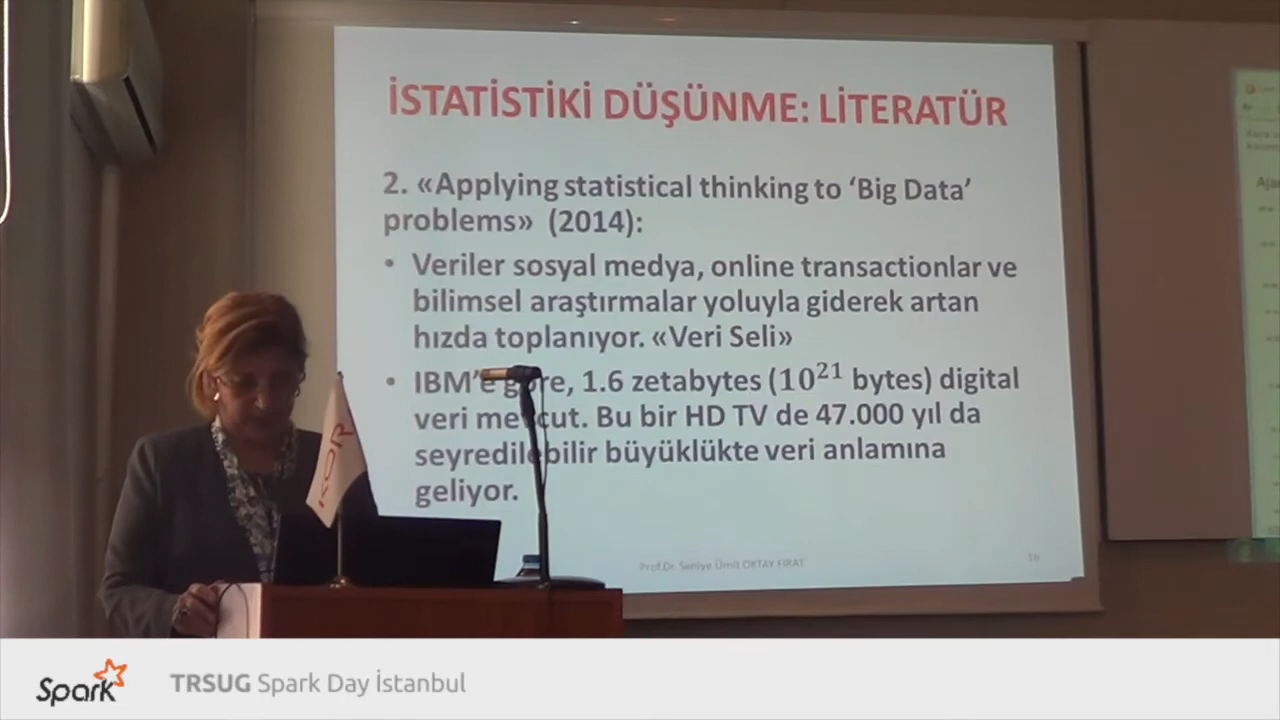 İSTATİSTİKİ DÜŞÜNME: LİTERATÜR
2. «Applying statistical thinking to ‘Big Data’
problems» (2014):
• Veriler sosyal medya, online transactionlar ve
bilimsel araştırmalar yoluyla giderek artan
hızda toplanıyor. «Veri Seli»
• IBM’e göre, 1.6 zetabytes (10²¹ bytes) digital
veri mevcut. Bu bir HD TV de 47.000 yıl da
seyredilebilir büyüklükte veri anlamına
geliyor.
Prof.Dr. Seniye Ümit OKTAY FIRAT
16
Spark
TRSUG Spark Day İstanbul